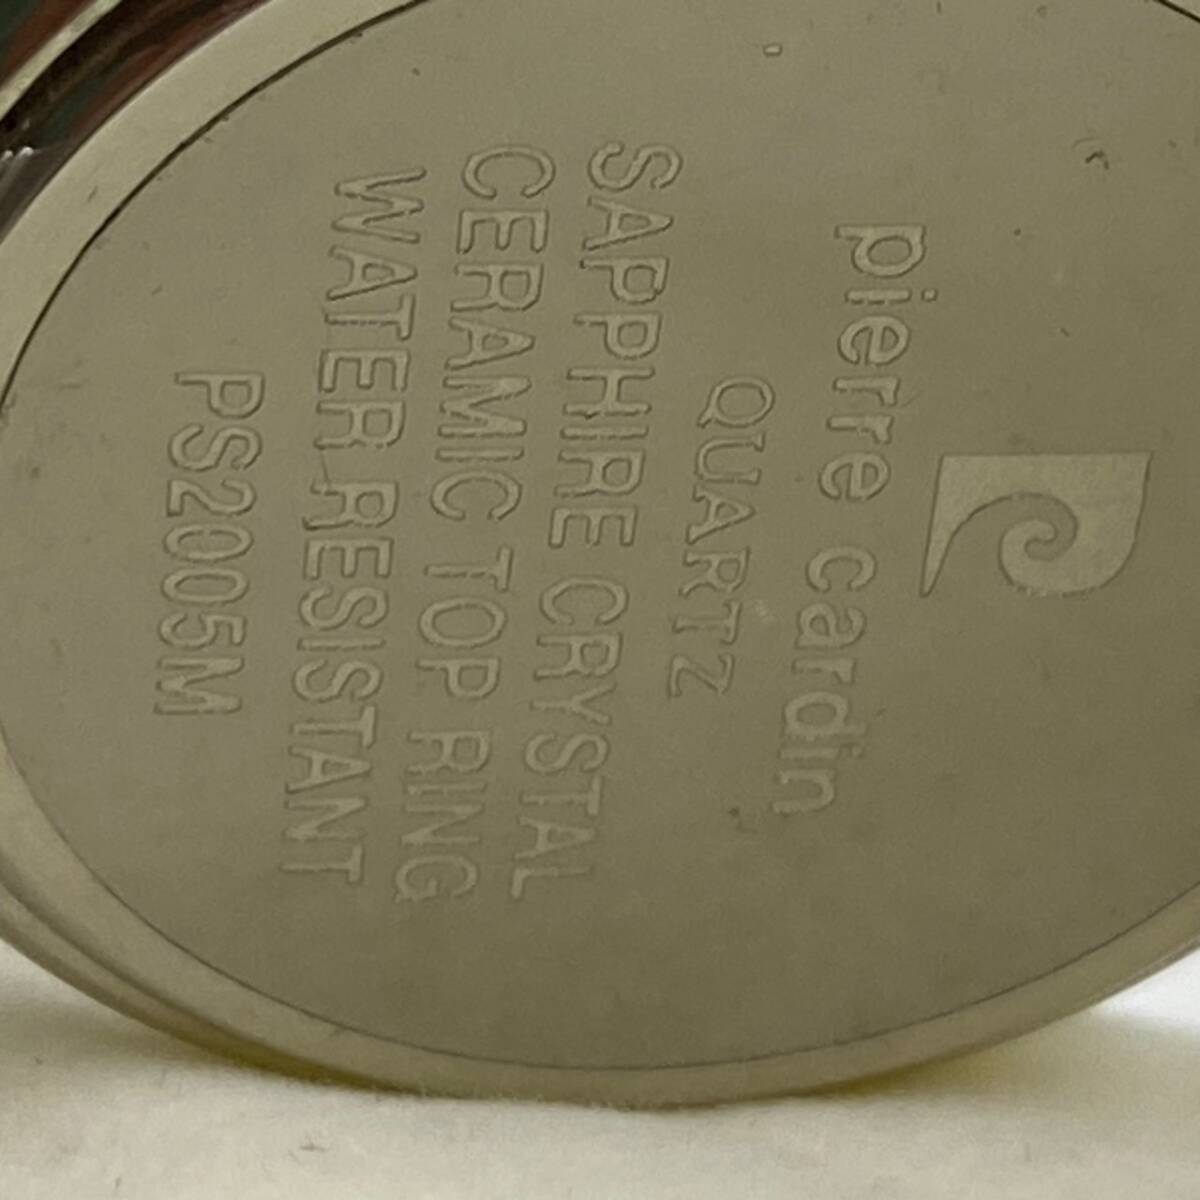 pierre cardin
QUARTZ
SAPPHIRE CRYSTAL
CERAMIC TOP RING
WATER RESISTANT
PS2005M